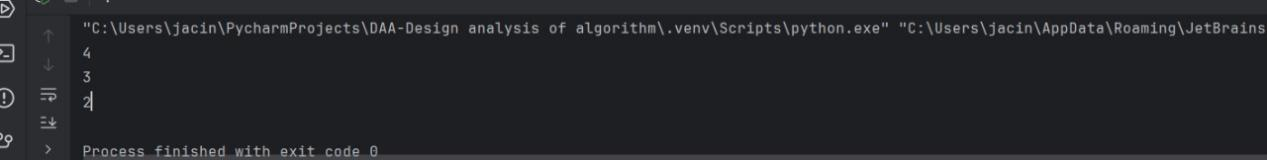 "C:\Users\jacin\PycharmProjects\DAA-Design analysis of algorithm\.venv\Scripts\python.exe" "C:\Users\jacin\AppData\Roaming\JetBrains
4
3
2
Process finished with exit code 0